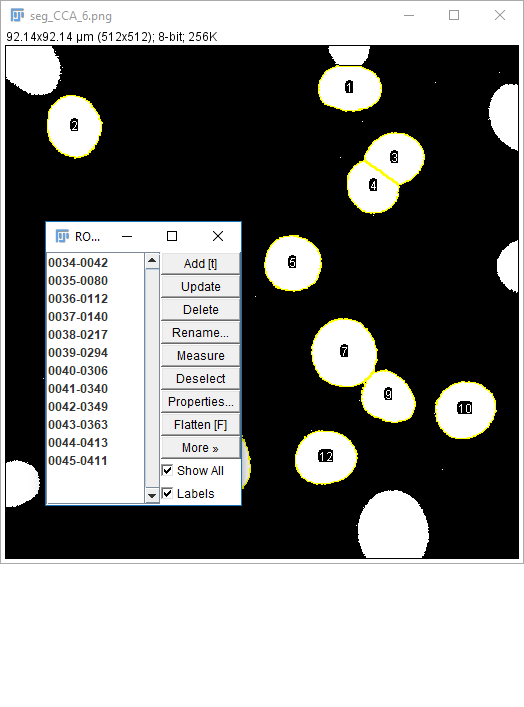 seg_CCA_6.png
92.14x92.14 µm (512x512); 8-bit; 256K
1
2
3
4
5
7
9
10
12
RO...
0034-0042
0035-0080
0036-0112
0037-0140
0038-0217
0039-0294
0040-0306
0041-0340
0042-0349
0043-0363
0044-0413
0045-0411
Add [t]
Update
Delete
Rename...
Measure
Deselect
Properties...
Flatten [F]
More »
Show All
Labels